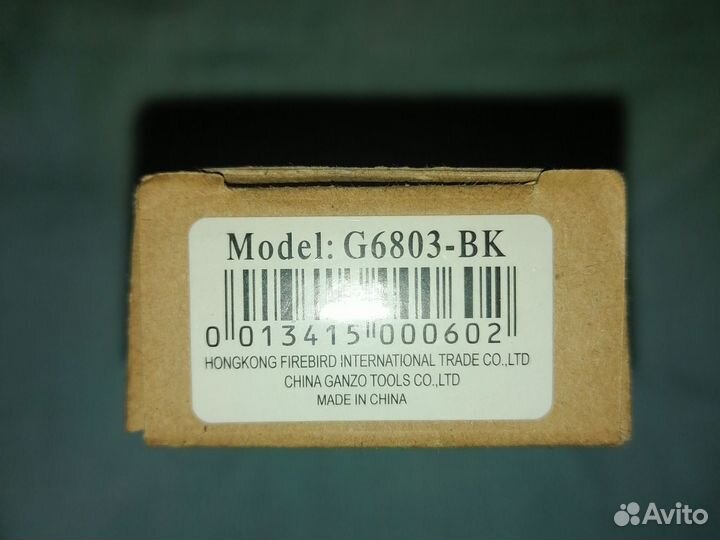 Model: G6803-BK
0 013415 000602
HONGKONG FIREBIRD INTERNATIONAL TRADE CO.,LTD
CHINA GANZO TOOLS CO.,LTD
MADE IN CHINA
Avito